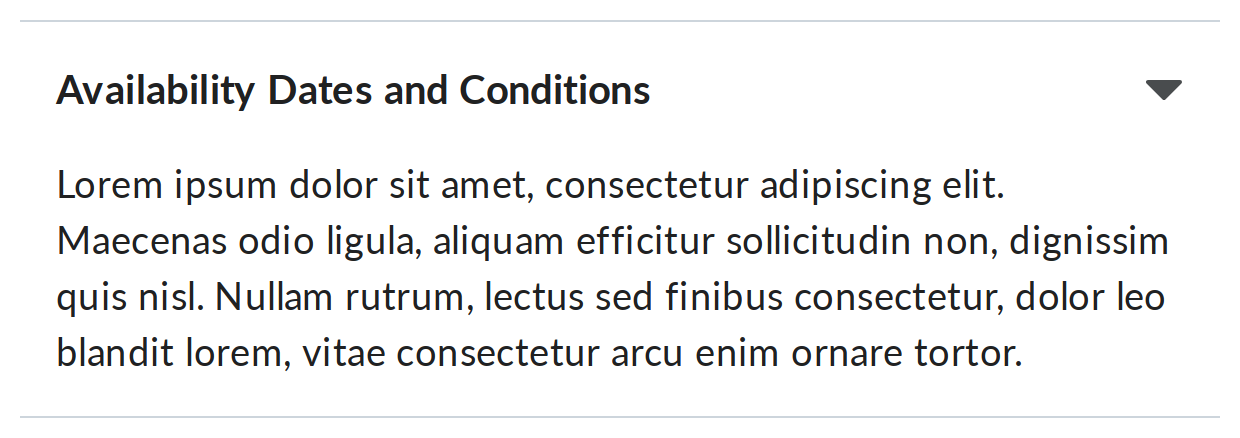 Availability Dates and Conditions
Lorem ipsum dolor sit amet, consectetur adipiscing elit.
Maecenas odio ligula, aliquam efficitur sollicitudin non, dignissim
quis nisl. Nullam rutrum, lectus sed finibus consectetur, dolor leo
blandit lorem, vitae consectetur arcu enim ornare tortor.